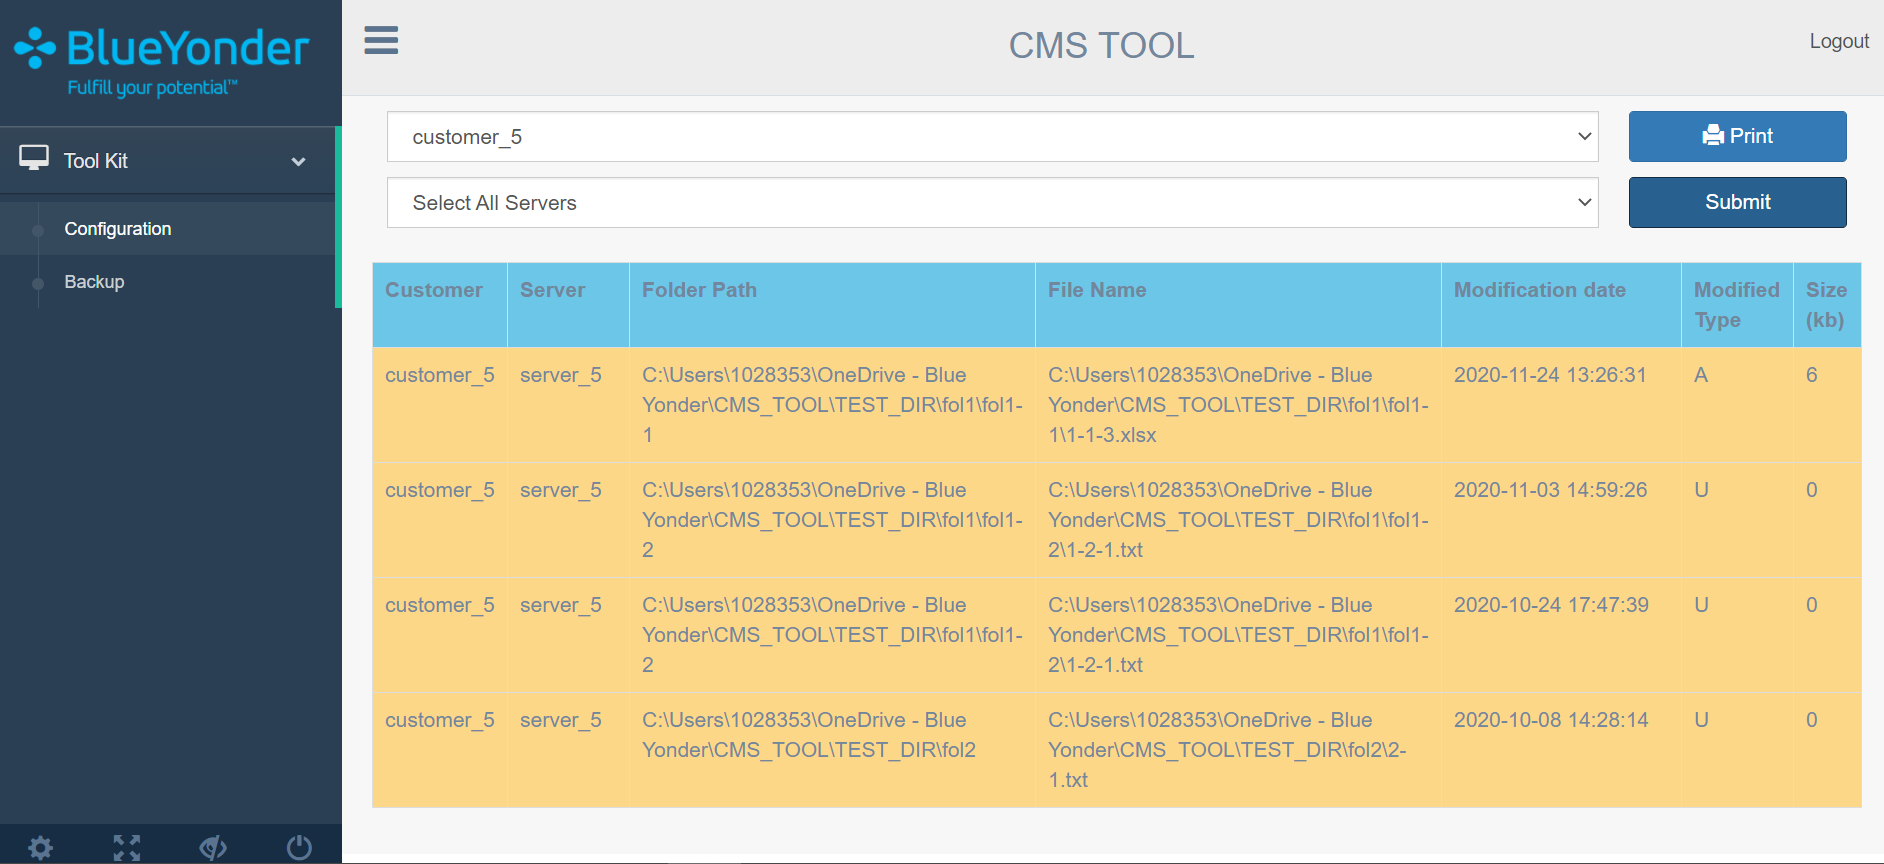 BlueYonder
Fulfill your potential™
CMS TOOL
Logout
Tool Kit
Configuration
Backup
customer_5
Print
Select All Servers
Submit
Customer Server Folder Path File Name Modification date Modified Size
Type (kb)
customer_5 server_5 C:\Users\1028353\OneDrive - Blue C:\Users\1028353\OneDrive - Blue 2020-11-24 13:26:31 A 6
Yonder\CMS_TOOL\TEST_DIR\fol1\fol1- Yonder\CMS_TOOL\TEST_DIR\fol1\fol1-
1 1\1-1-3.xlsx
customer_5 server_5 C:\Users\1028353\OneDrive - Blue C:\Users\1028353\OneDrive - Blue 2020-11-03 14:59:26 U 0
Yonder\CMS_TOOL\TEST_DIR\fol1\fol1- Yonder\CMS_TOOL\TEST_DIR\fol1\fol1-
2 2\1-2-1.txt
customer_5 server_5 C:\Users\1028353\OneDrive - Blue C:\Users\1028353\OneDrive - Blue 2020-10-24 17:47:39 U 0
Yonder\CMS_TOOL\TEST_DIR\fol1\fol1- Yonder\CMS_TOOL\TEST_DIR\fol1\fol1-
2 2\1-2-1.txt
customer_5 server_5 C:\Users\1028353\OneDrive - Blue C:\Users\1028353\OneDrive - Blue 2020-10-08 14:28:14 U 0
Yonder\CMS_TOOL\TEST_DIR\fol2 Yonder\CMS_TOOL\TEST_DIR\fol2\2-
1.txt